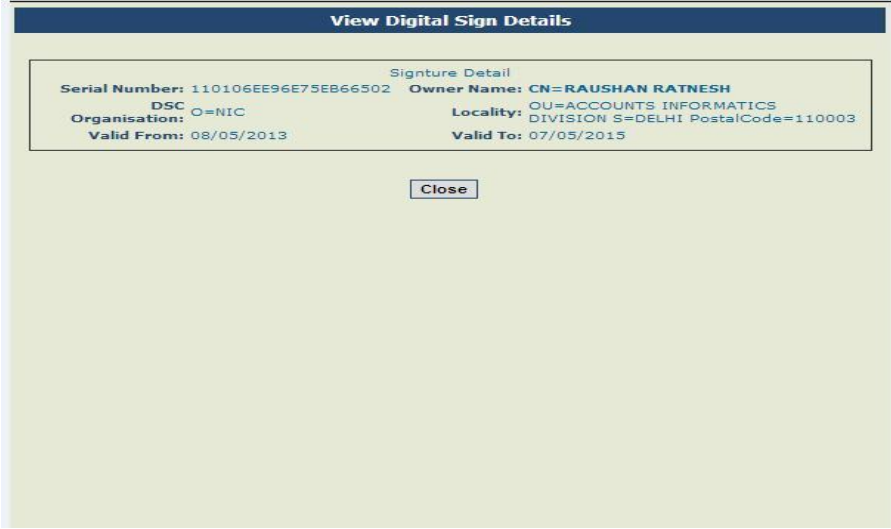 View Digital Sign Details
Signture Detail
Serial Number: 110106EE96E75EB66502 Owner Name: CN=RAUSHAN RATNESH
DSC Organisation: O=NIC Locality: OU=ACCOUNTS INFORMATICS
DIVISION S=DELHI PostalCode=110003
Valid From: 08/05/2013 Valid To: 07/05/2015
Close